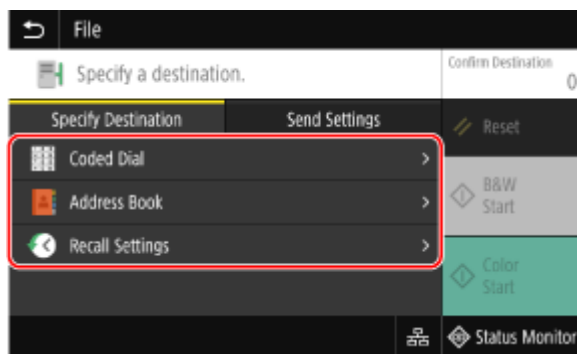 File
Specify a destination.
Confirm Destination
0
Specify Destination
Send Settings
Reset
Coded Dial
Address Book
Recall Settings
B&W
Start
Color
Start
Status Monitor